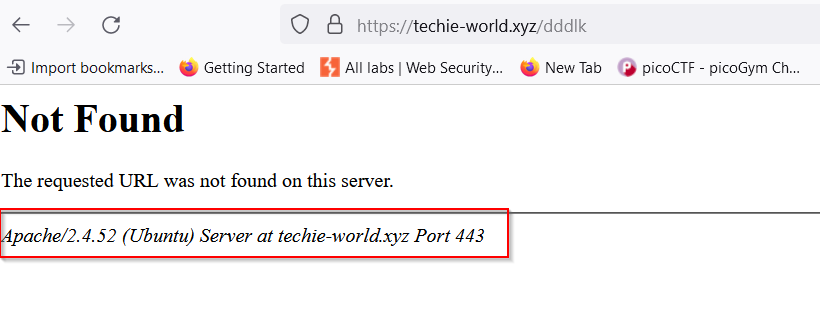 https://techie-world.xyz/dddlk
Import bookmarks... Getting Started All labs | Web Security... New Tab picoCTF - picoGym Ch...
Not Found
The requested URL was not found on this server.
Apache/2.4.52 (Ubuntu) Server at techie-world.xyz Port 443